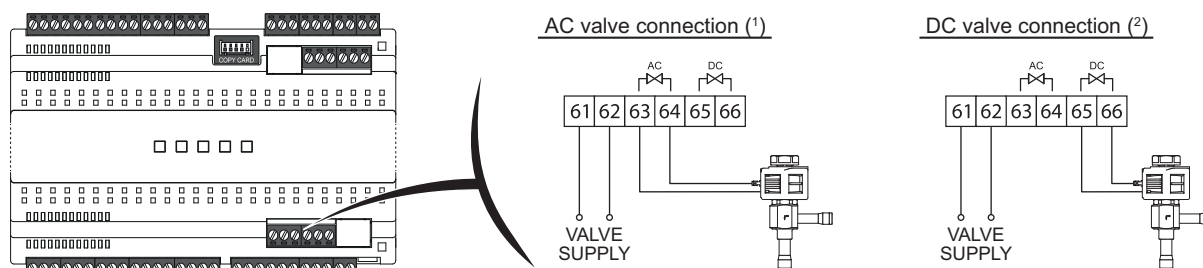 COPY CARD
AC valve connection (¹)
AC DC
61 62 63 64 65 66
VALVE
SUPPLY
DC valve connection (²)
AC DC
61 62 63 64 65 66
VALVE
SUPPLY